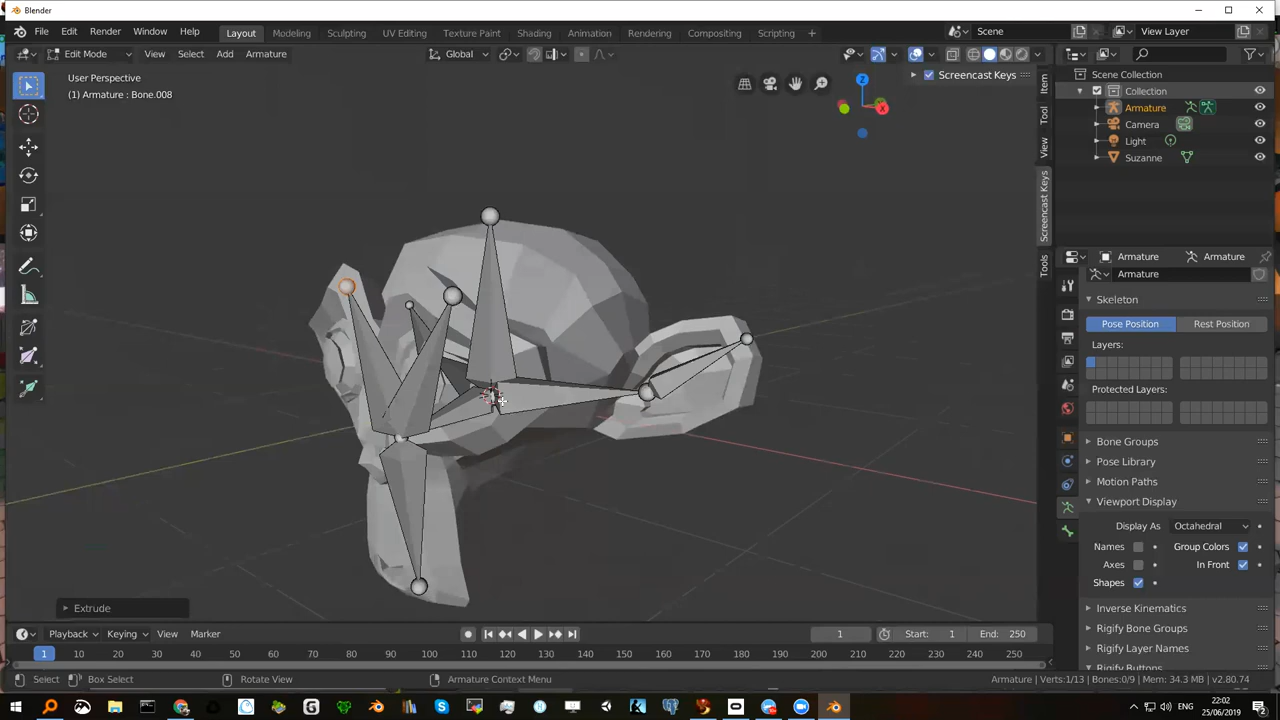 Blender
File Edit Render Window Help Layout Modeling Sculpting UV Editing Texture Paint Shading Animation Rendering Compositing Scripting + Scene View Layer
Edit Mode View Select Add Armature Global
User Perspective
(1) Armature : Bone.008
Screencast Keys
Z
X
Item
Tool
View
Screencast Keys
Tools
Scene Collection
Collection
Armature
Camera
Light
Suzanne
Armature Armature
Armature
Skeleton
Pose Position Rest Position
Layers:
Protected Layers:
Bone Groups
Pose Library
Motion Paths
Viewport Display
Display As Octahedral
Names Group Colors
Axes In Front
Shapes
Inverse Kinematics
Rigify Bone Groups
Rigify Layer Names
Rigify Buttons
Extrude
Playback Keying View Marker 1 Start: 1 End: 250
1 10 20 30 40 50 60 70 80 90 100 110 120 130 140 150 160 170 180 190 200 210 220 230 240 250
Select Box Select Rotate View Armature Context Menu Armature | Verts:1/13 | Bones:0/9 | Mem: 34.3 MB | v2.80.74
ENG
22:02
25/06/2019